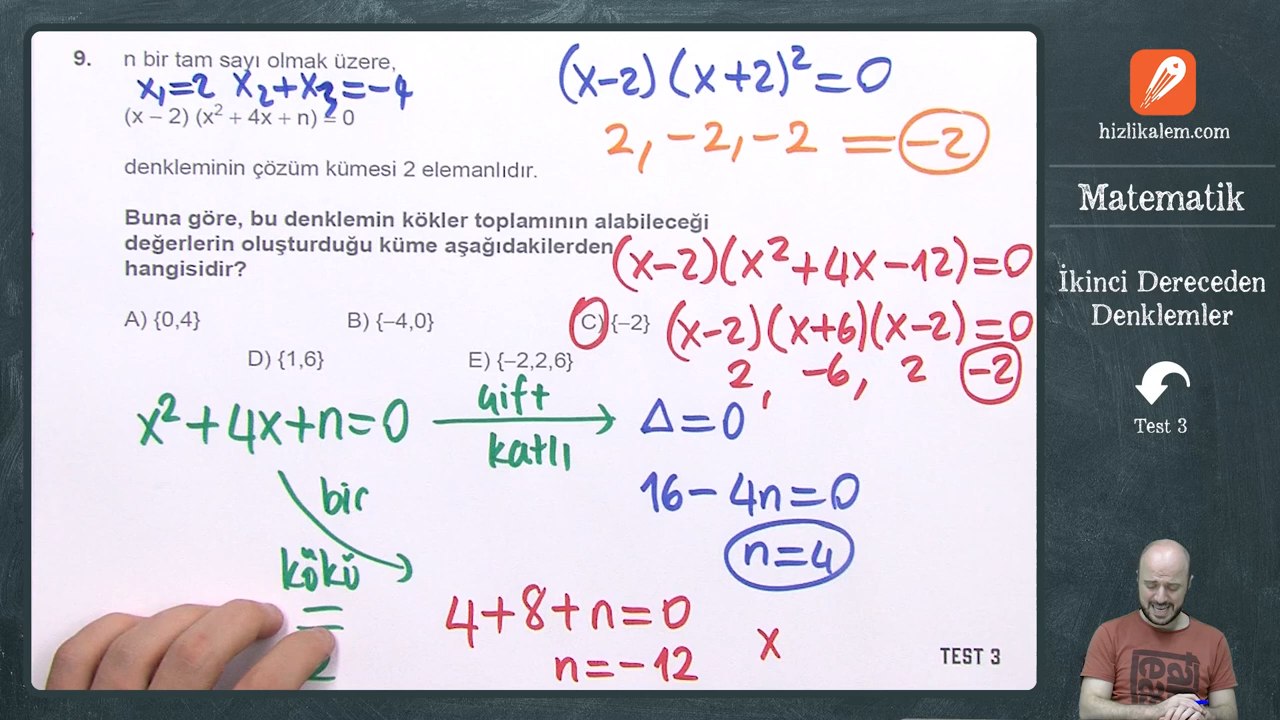 9. n bir tam sayı olmak üzere,
x₁=2 x₂+x₃=-4
(x – 2) (x² + 4x + n) = 0
denkleminin çözüm kümesi 2 elemanlıdır.
Buna göre, bu denklemin kökler toplamının alabileceği
değerlerin oluşturduğu küme aşağıdakilerden
hangisidir?
A) {0,4} B) {–4,0} C) {–2}
D) {1,6} E) {–2,2,6}
(x-2)(x+2)²=0
2, -2, -2 = -2
(x-2)(x²+4x-12)=0
(x-2)(x+6)(x-2)=0
2, -6, 2 -2
x²+4x+n=0
çift
katlı
Δ=0
16-4n=0
n=4
bir
kökü
2
4+8+n=0
n=-12
x
TEST 3
hizlikalem.com
Matematik
İkinci Dereceden
Denklemler
Test 3